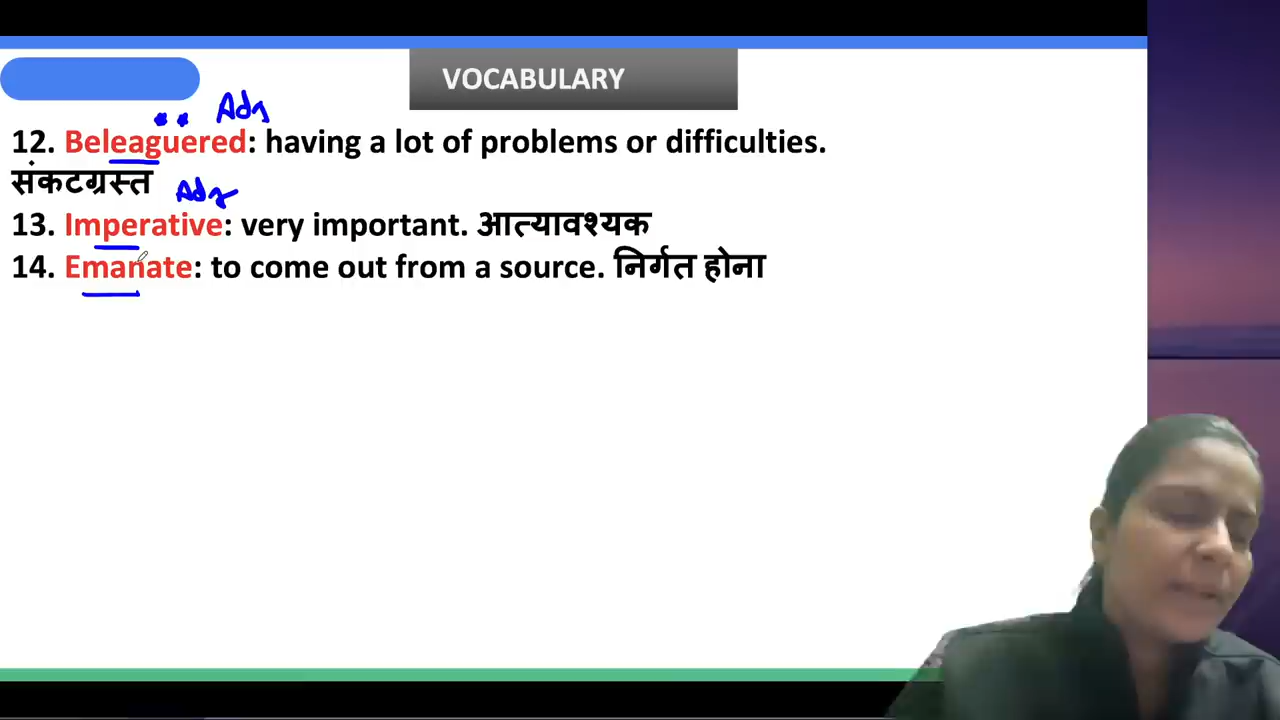 VOCABULARY
Adj
12. Beleaguered: having a lot of problems or difficulties.
संकटग्रस्त
Adj
13. Imperative: very important. आत्यावश्यक
14. Emanate: to come out from a source. निर्गत होना